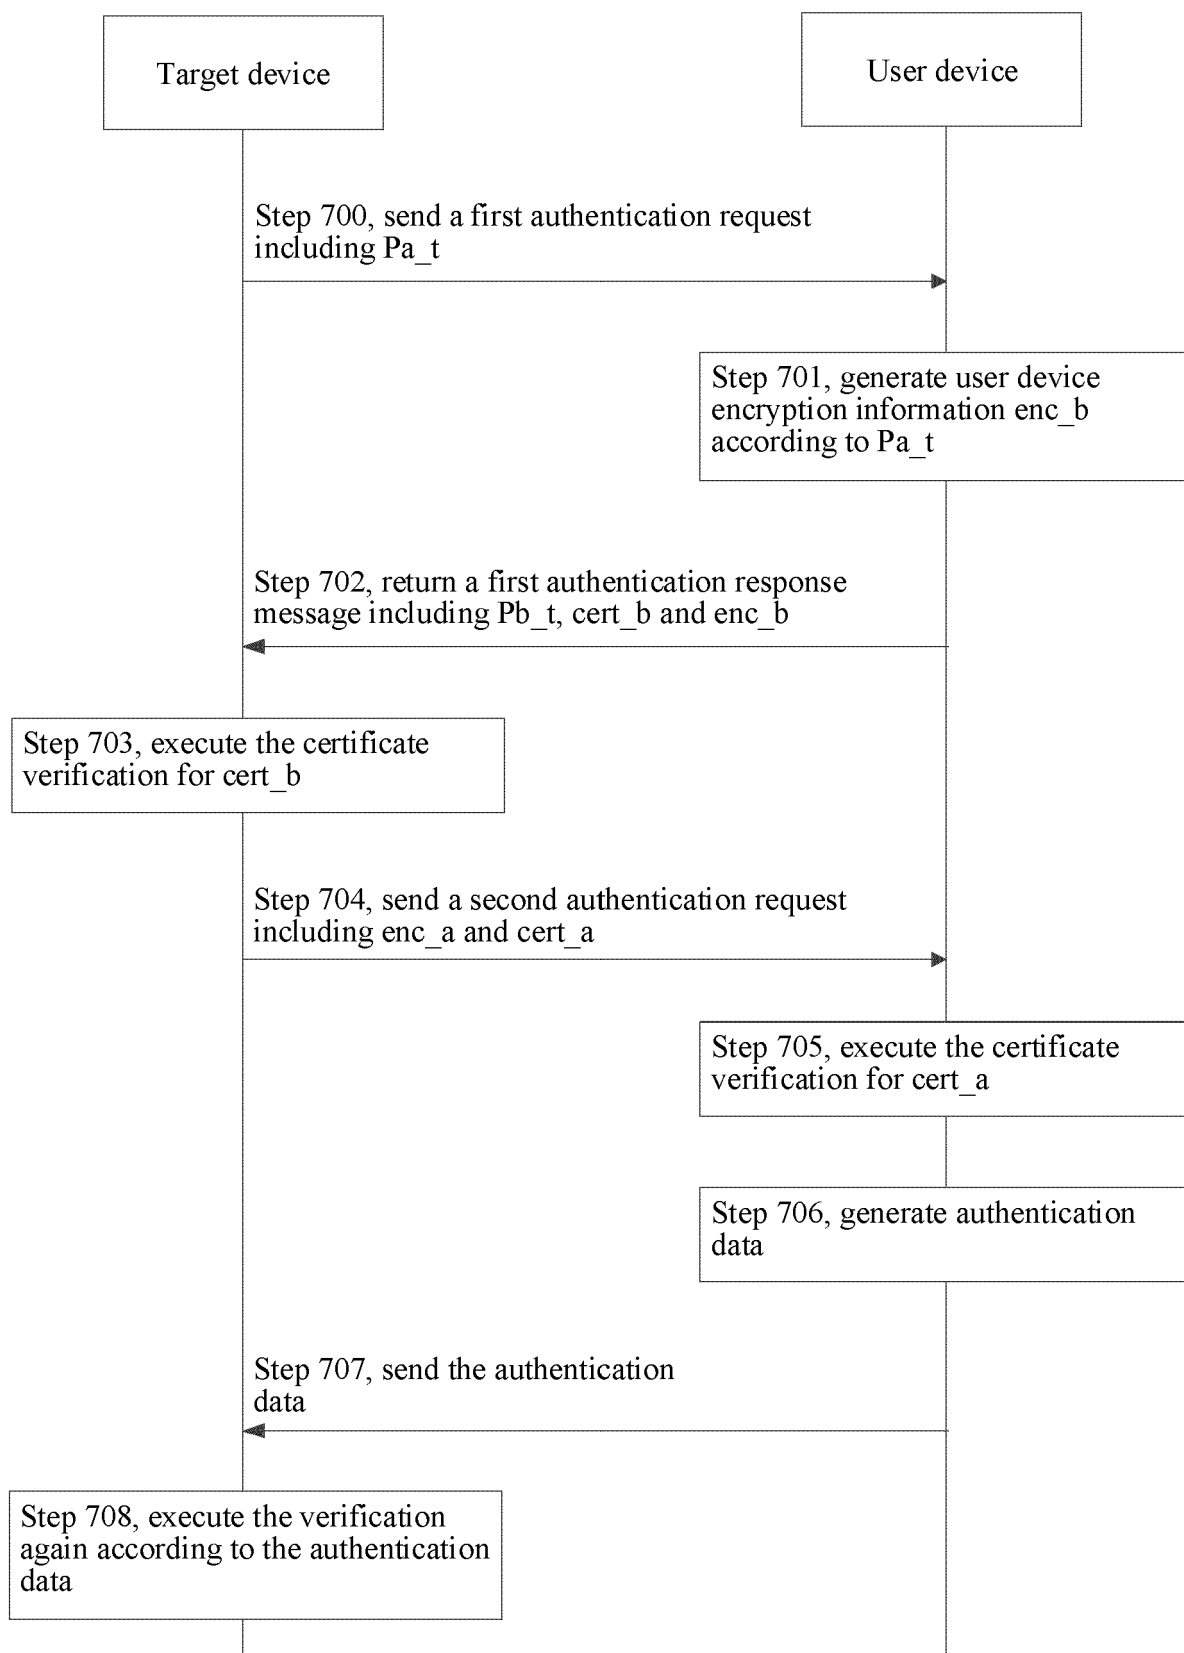 Target device
User device
Step 700, send a first authentication request
including Pa_t
Step 701, generate user device
encryption information enc_b
according to Pa_t
Step 702, return a first authentication response
message including Pb_t, cert_b and enc_b
Step 703, execute the certificate
verification for cert_b
Step 704, send a second authentication request
including enc_a and cert_a
Step 705, execute the certificate
verification for cert_a
Step 706, generate authentication
data
Step 707, send the authentication
data
Step 708, execute the verification
again according to the authentication
data